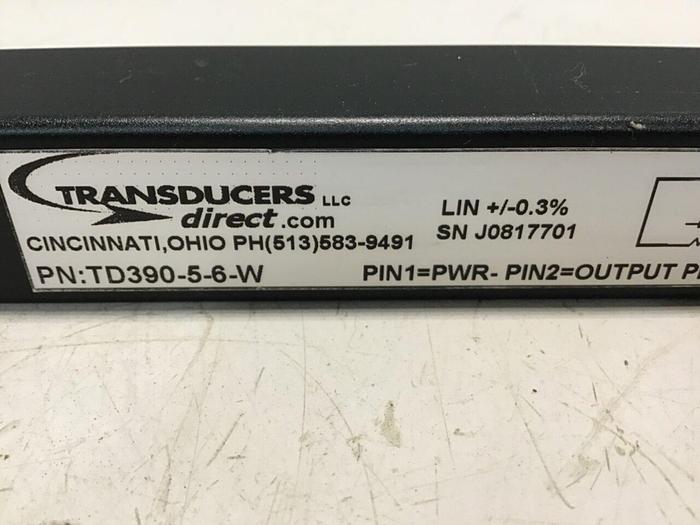 TRANSDUCERS LLC
direct.com
CINCINNATI,OHIO PH(513)583-9491
PN:TD390-5-6-W
LIN +/-0.3%
SN J0817701
PIN1=PWR- PIN2=OUTPUT